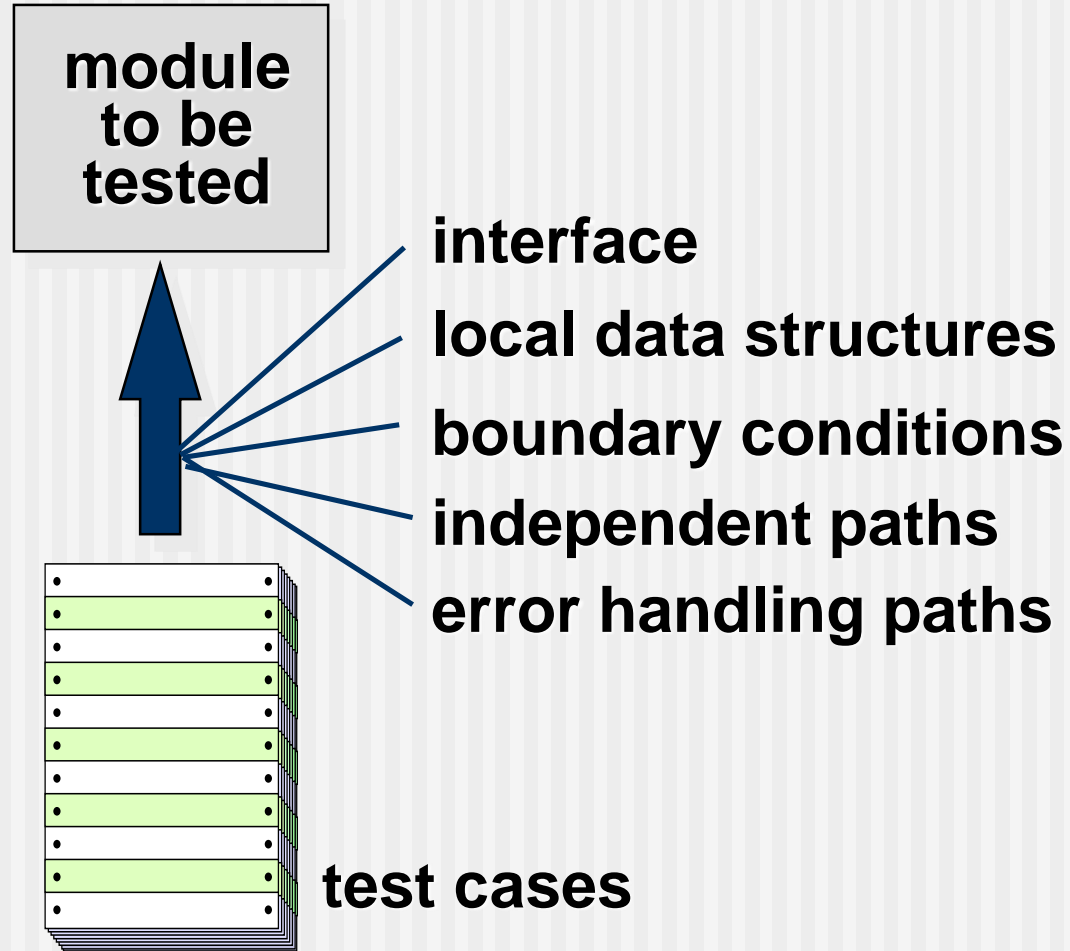 module
to be
tested
interface
local data structures
boundary conditions
independent paths
error handling paths
test cases